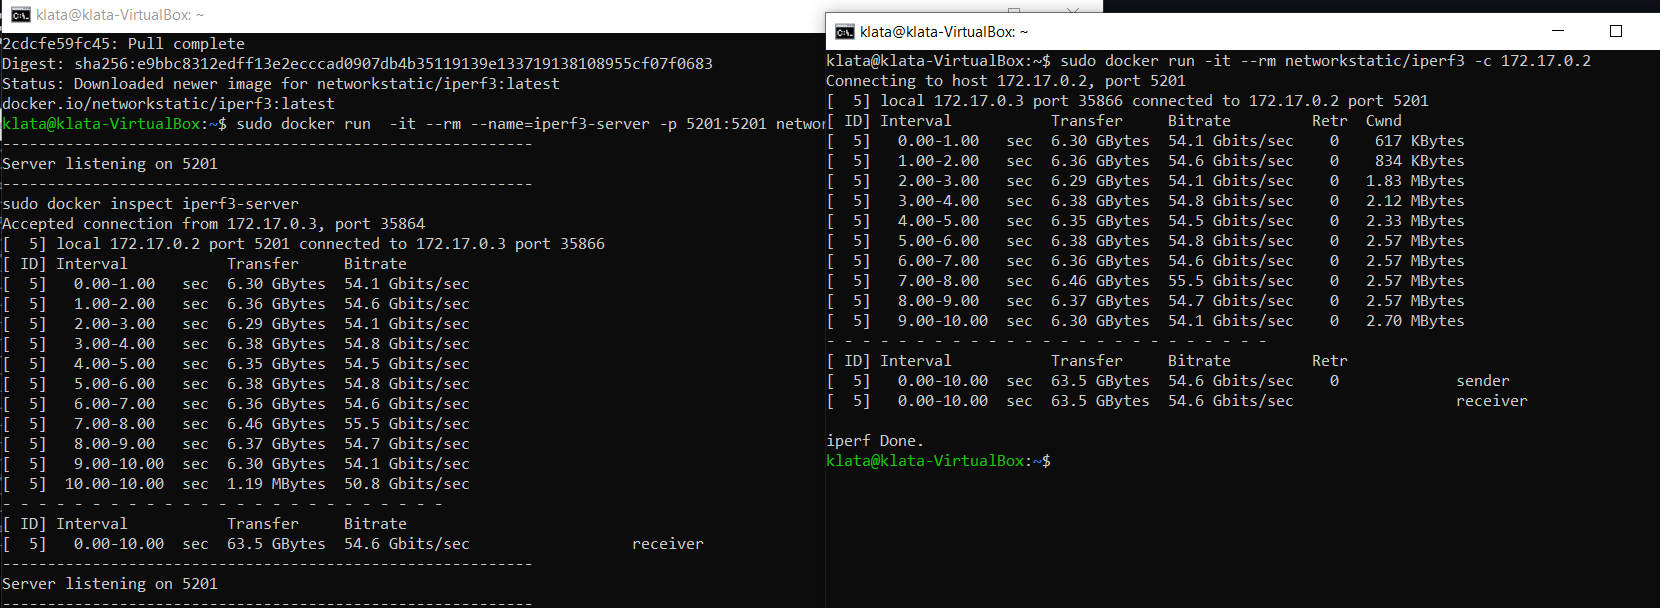 klata@klata-VirtualBox: ~
2cdcfe59fc45: Pull complete
Digest: sha256:e9bbc8312edff13e2ecccad0907db4b35119139e133719138108955cf07f0683
Status: Downloaded newer image for networkstatic/iperf3:latest
docker.io/networkstatic/iperf3:latest
klata@klata-VirtualBox:~$ sudo docker run  -it --rm --name=iperf3-server -p 5201:5201 networ
-----------------------------------------------------------
Server listening on 5201
-----------------------------------------------------------
sudo docker inspect iperf3-server
Accepted connection from 172.17.0.3, port 35864
[  5] local 172.17.0.2 port 5201 connected to 172.17.0.3 port 35866
[ ID] Interval           Transfer     Bitrate
[  5]   0.00-1.00   sec  6.30 GBytes  54.1 Gbits/sec
[  5]   1.00-2.00   sec  6.36 GBytes  54.6 Gbits/sec
[  5]   2.00-3.00   sec  6.29 GBytes  54.1 Gbits/sec
[  5]   3.00-4.00   sec  6.38 GBytes  54.8 Gbits/sec
[  5]   4.00-5.00   sec  6.35 GBytes  54.5 Gbits/sec
[  5]   5.00-6.00   sec  6.38 GBytes  54.8 Gbits/sec
[  5]   6.00-7.00   sec  6.36 GBytes  54.6 Gbits/sec
[  5]   7.00-8.00   sec  6.46 GBytes  55.5 Gbits/sec
[  5]   8.00-9.00   sec  6.37 GBytes  54.7 Gbits/sec
[  5]   9.00-10.00  sec  6.30 GBytes  54.1 Gbits/sec
[  5]  10.00-10.00  sec  1.19 MBytes  50.8 Gbits/sec
- - - - - - - - - - - - - - - - - - - - - - - - -
[ ID] Interval           Transfer     Bitrate
[  5]   0.00-10.00  sec  63.5 GBytes  54.6 Gbits/sec                  receiver
-----------------------------------------------------------
Server listening on 5201
-----------------------------------------------------------
klata@klata-VirtualBox: ~
klata@klata-VirtualBox:~$ sudo docker run -it --rm networkstatic/iperf3 -c 172.17.0.2
Connecting to host 172.17.0.2, port 5201
[  5] local 172.17.0.3 port 35866 connected to 172.17.0.2 port 5201
[ ID] Interval           Transfer     Bitrate         Retr  Cwnd
[  5]   0.00-1.00   sec  6.30 GBytes  54.1 Gbits/sec    0    617 KBytes
[  5]   1.00-2.00   sec  6.36 GBytes  54.6 Gbits/sec    0    834 KBytes
[  5]   2.00-3.00   sec  6.29 GBytes  54.1 Gbits/sec    0   1.83 MBytes
[  5]   3.00-4.00   sec  6.38 GBytes  54.8 Gbits/sec    0   2.12 MBytes
[  5]   4.00-5.00   sec  6.35 GBytes  54.5 Gbits/sec    0   2.33 MBytes
[  5]   5.00-6.00   sec  6.38 GBytes  54.8 Gbits/sec    0   2.57 MBytes
[  5]   6.00-7.00   sec  6.36 GBytes  54.6 Gbits/sec    0   2.57 MBytes
[  5]   7.00-8.00   sec  6.46 GBytes  55.5 Gbits/sec    0   2.57 MBytes
[  5]   8.00-9.00   sec  6.37 GBytes  54.7 Gbits/sec    0   2.57 MBytes
[  5]   9.00-10.00  sec  6.30 GBytes  54.1 Gbits/sec    0   2.70 MBytes
- - - - - - - - - - - - - - - - - - - - - - - - -
[ ID] Interval           Transfer     Bitrate         Retr
[  5]   0.00-10.00  sec  63.5 GBytes  54.6 Gbits/sec    0             sender
[  5]   0.00-10.00  sec  63.5 GBytes  54.6 Gbits/sec                  receiver
iperf Done.
klata@klata-VirtualBox:~$